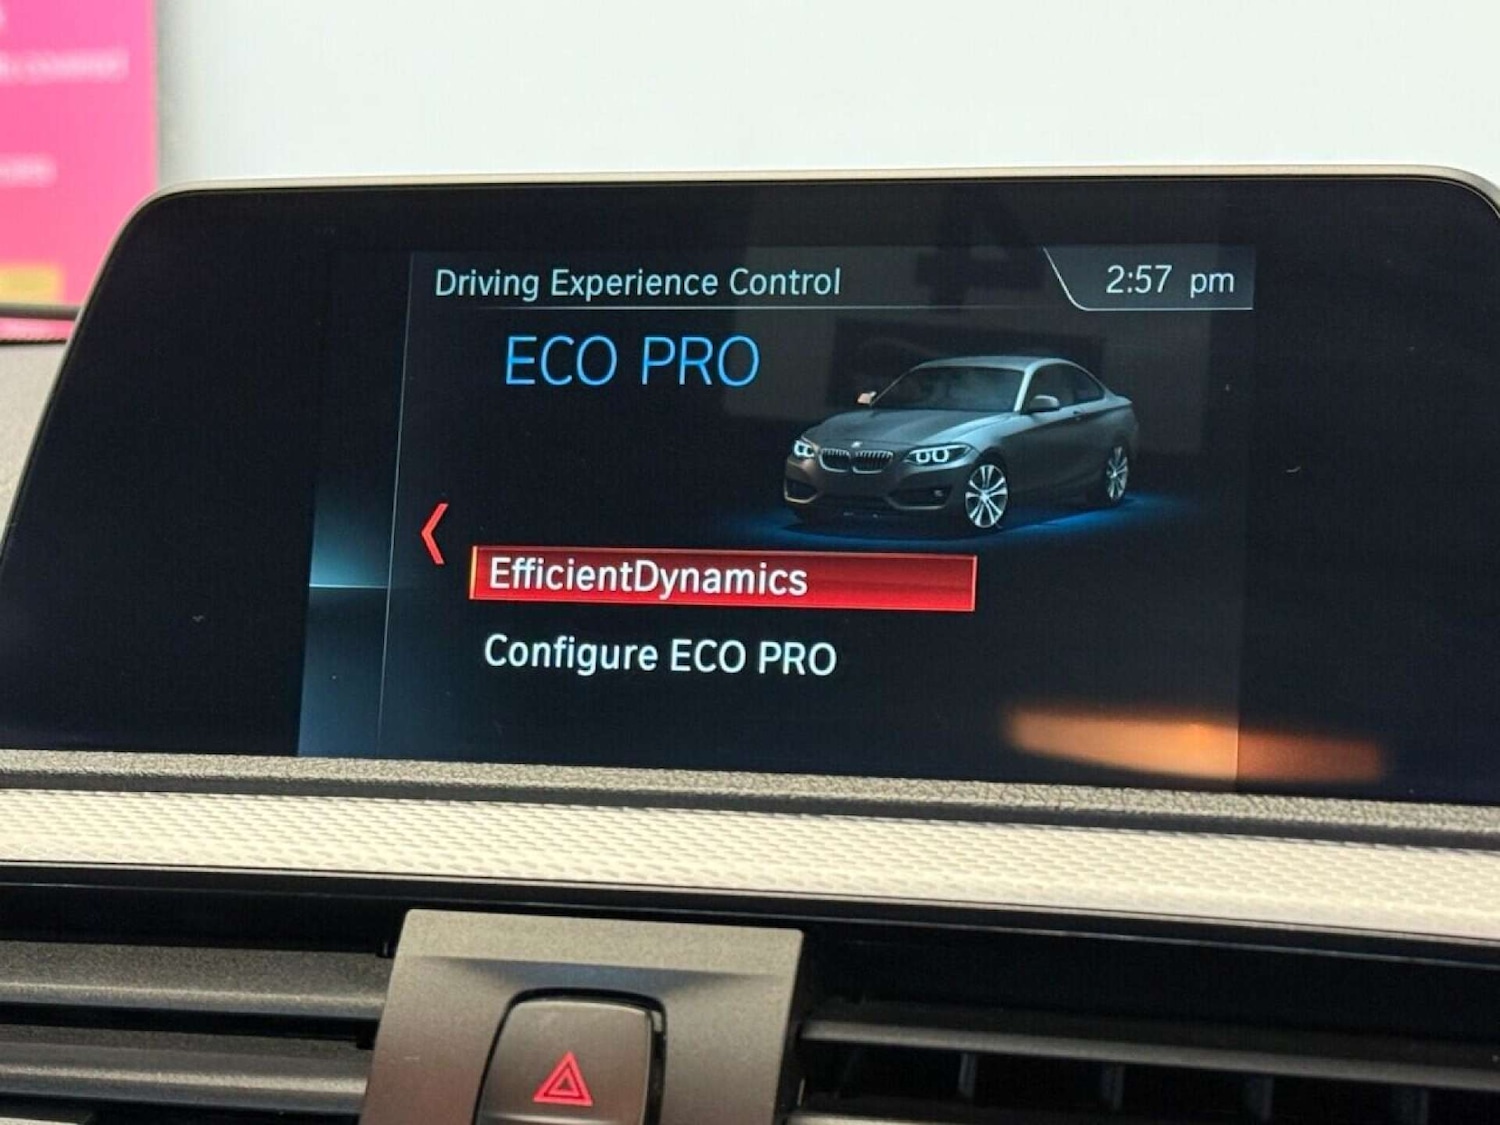 Driving Experience Control
2:57 pm
ECO PRO
EfficientDynamics
Configure ECO PRO